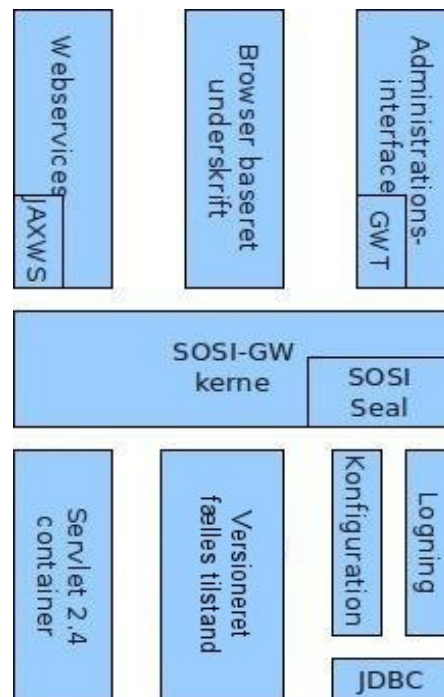 Webservices
JAXWS
Browser baseret
underskrift
Administrations-
interface
GWT
SOSI-GW
kerne
SOSI
Seal
Servlet 2.4
container
Versioneret
fælles tilstand
Konfiguration
Logning
JDBC